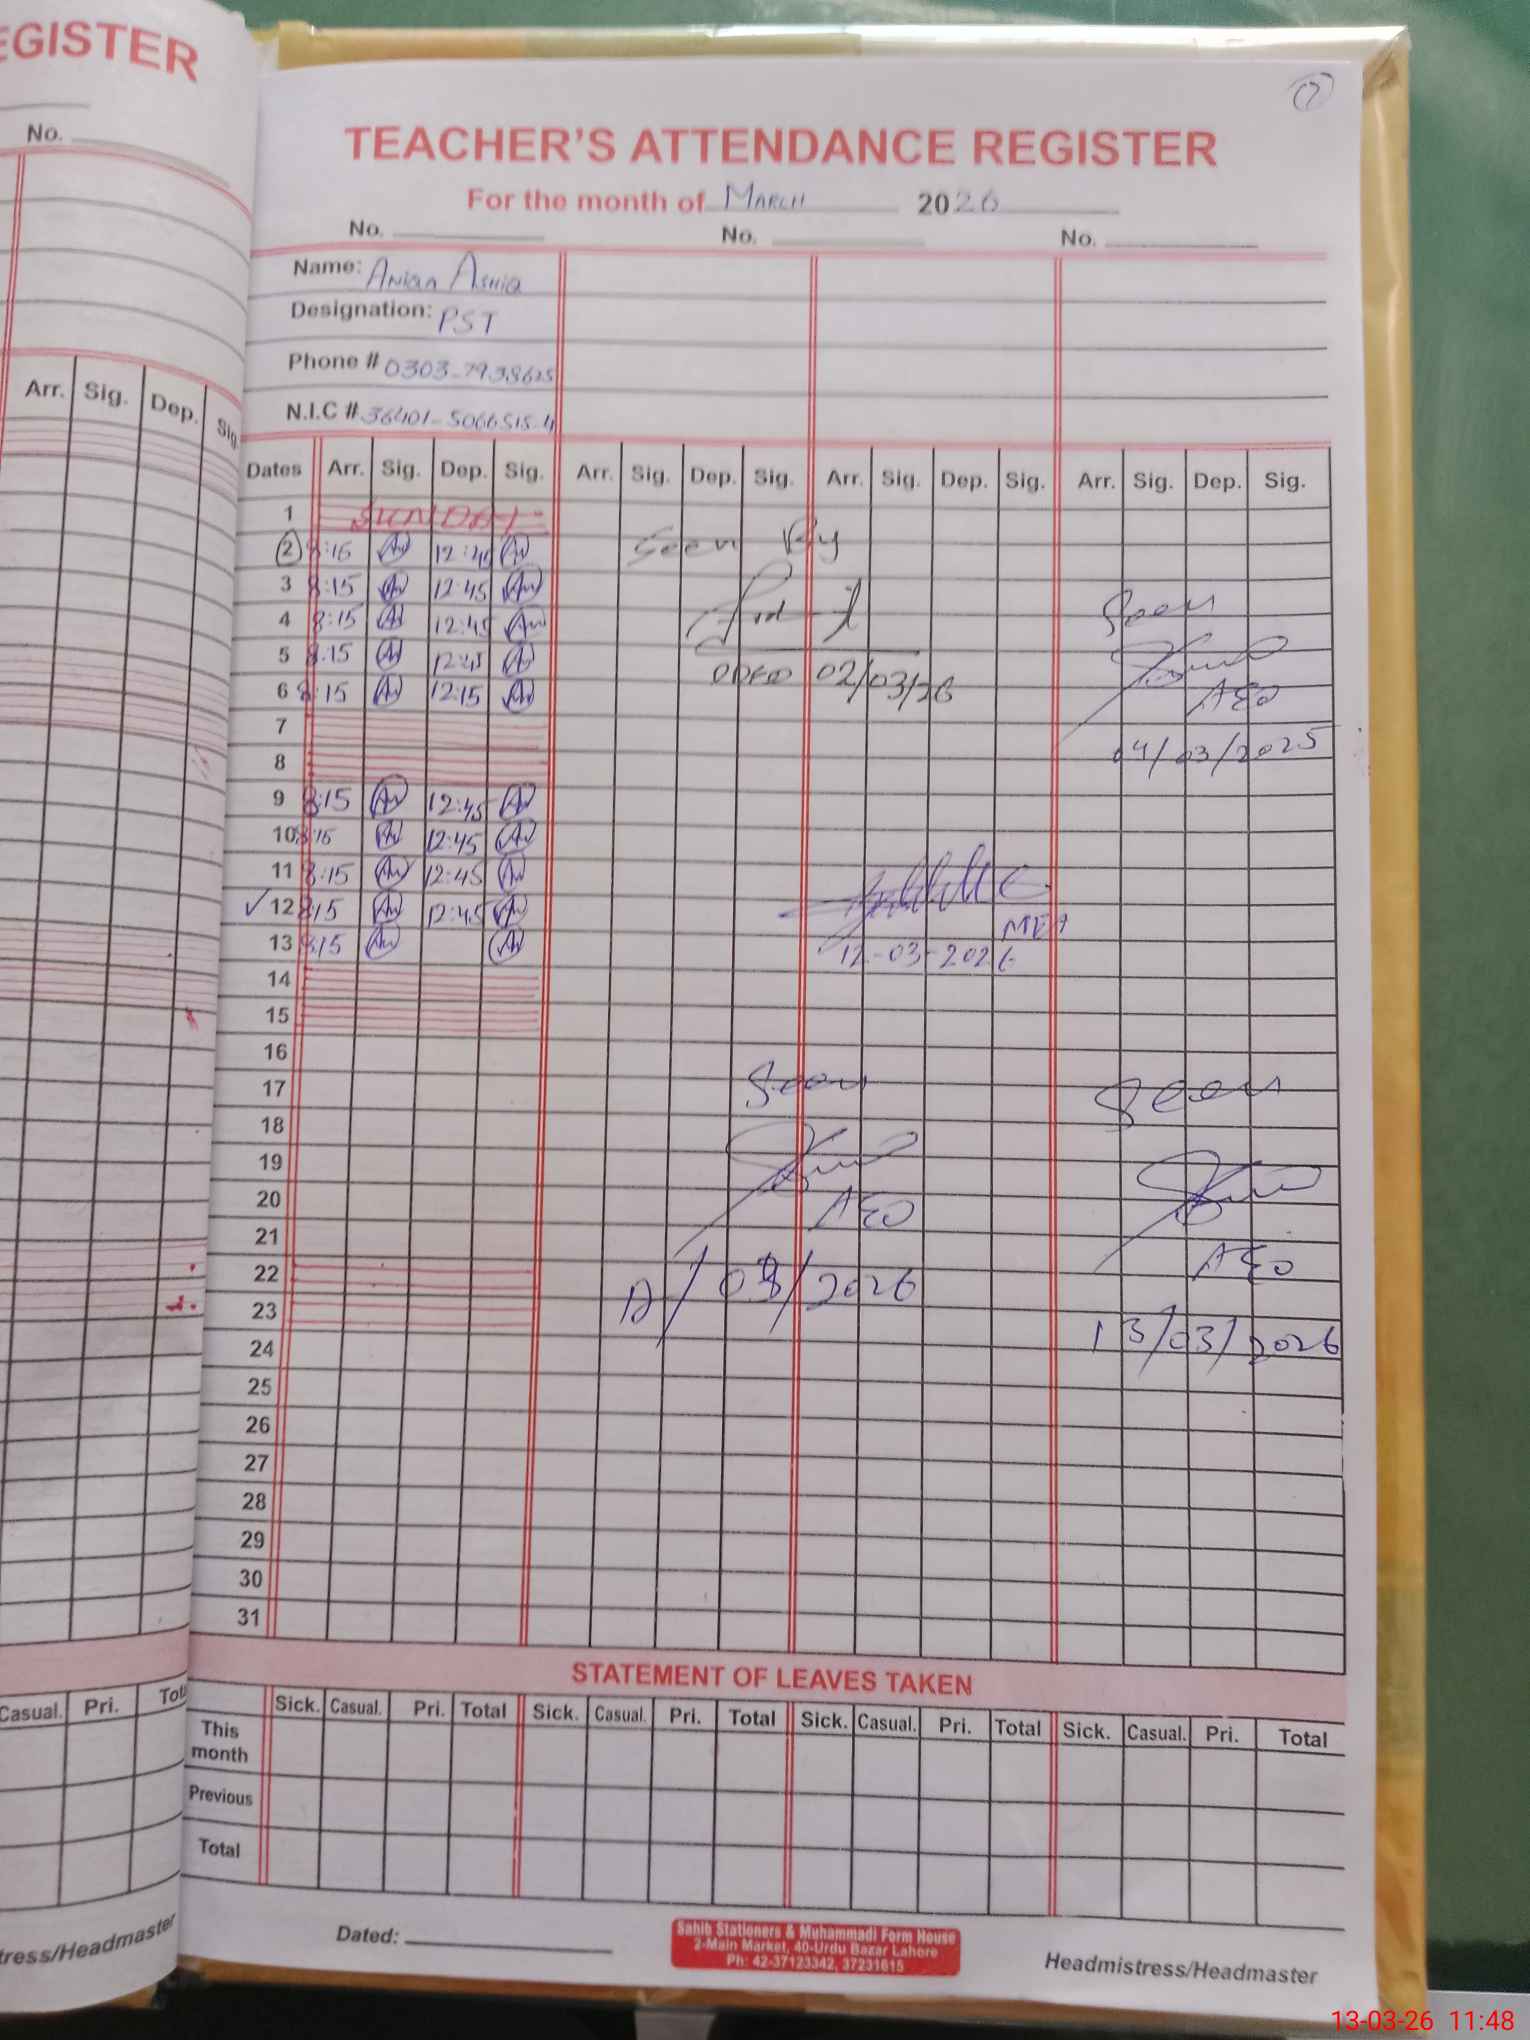 EGISTER
No.
Arr. Sig. Dep. Sig.
Casual. Pri.
tress/Headmaster
TEACHER'S ATTENDANCE REGISTER
For the month of MARCH 2026
No. No. No.
Name: Aniqa Ashiq
Designation: PST
Phone # 0303-7938625
N.I.C # 36401-5066515-4
Dates Arr. Sig. Dep. Sig. Arr. Sig. Dep. Sig. Arr. Sig. Dep. Sig. Arr. Sig. Dep. Sig.
1 SUNDAY
2 8:15 12:45
Seen By
3 8:15 12:45
4 8:15 12:45
Seen
5 8:15 12:45
02/03/26
6 8:15 12:15
AEO
7
04/03/2025
8
9 8:15 12:45
10 8:15 12:45
11 8:15 12:45
12 8:15 12:45
MEA
13 8:15
12-03-2026
14
15
16
17
Seen Seen
18
19
20
AEO
21
AEO
22
/03/2026
23
13/03/2026
24
25
26
27
28
29
30
31
STATEMENT OF LEAVES TAKEN
Sick. Casual. Pri. Total Sick. Casual. Pri. Total Sick. Casual. Pri. Total Sick. Casual. Pri. Total
This
month
Previous
Total
Dated:
Sahib Stationers & Muhammadi Form House
2-Main Market, 40-Urdu Bazar Lahore
Ph: 42-37123342, 37231615
Headmistress/Headmaster
13-03-26 11:48